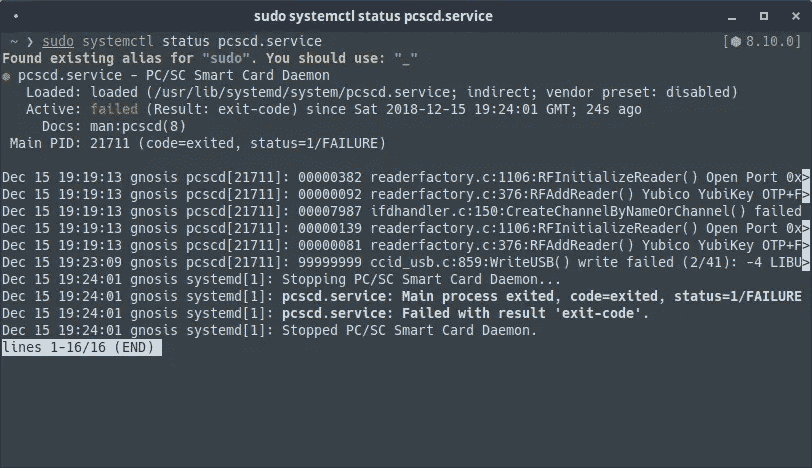 sudo systemctl status pcscd.service
~ ❯ sudo systemctl status pcscd.service [⬢ 8.10.0]
Found existing alias for "sudo". You should use: "_"
● pcscd.service - PC/SC Smart Card Daemon
Loaded: loaded (/usr/lib/systemd/system/pcscd.service; indirect; vendor preset: disabled)
Active: failed (Result: exit-code) since Sat 2018-12-15 19:24:01 GMT; 24s ago
Docs: man:pcscd(8)
Main PID: 21711 (code=exited, status=1/FAILURE)
Dec 15 19:19:13 gnosis pcscd[21711]: 00000382 readerfactory.c:1106:RFInitializeReader() Open Port 0x>
Dec 15 19:19:13 gnosis pcscd[21711]: 00000092 readerfactory.c:376:RFAddReader() Yubico YubiKey OTP+F>
Dec 15 19:19:13 gnosis pcscd[21711]: 00007987 ifdhandler.c:150:CreateChannelByNameOrChannel() failed>
Dec 15 19:19:13 gnosis pcscd[21711]: 00000139 readerfactory.c:1106:RFInitializeReader() Open Port 0x>
Dec 15 19:19:13 gnosis pcscd[21711]: 00000081 readerfactory.c:376:RFAddReader() Yubico YubiKey OTP+F>
Dec 15 19:23:09 gnosis pcscd[21711]: 99999999 ccid_usb.c:859:WriteUSB() write failed (2/41): -4 LIBU>
Dec 15 19:24:01 gnosis systemd[1]: Stopping PC/SC Smart Card Daemon...
Dec 15 19:24:01 gnosis systemd[1]: pcscd.service: Main process exited, code=exited, status=1/FAILURE
Dec 15 19:24:01 gnosis systemd[1]: pcscd.service: Failed with result 'exit-code'.
Dec 15 19:24:01 gnosis systemd[1]: Stopped PC/SC Smart Card Daemon.
lines 1-16/16 (END)